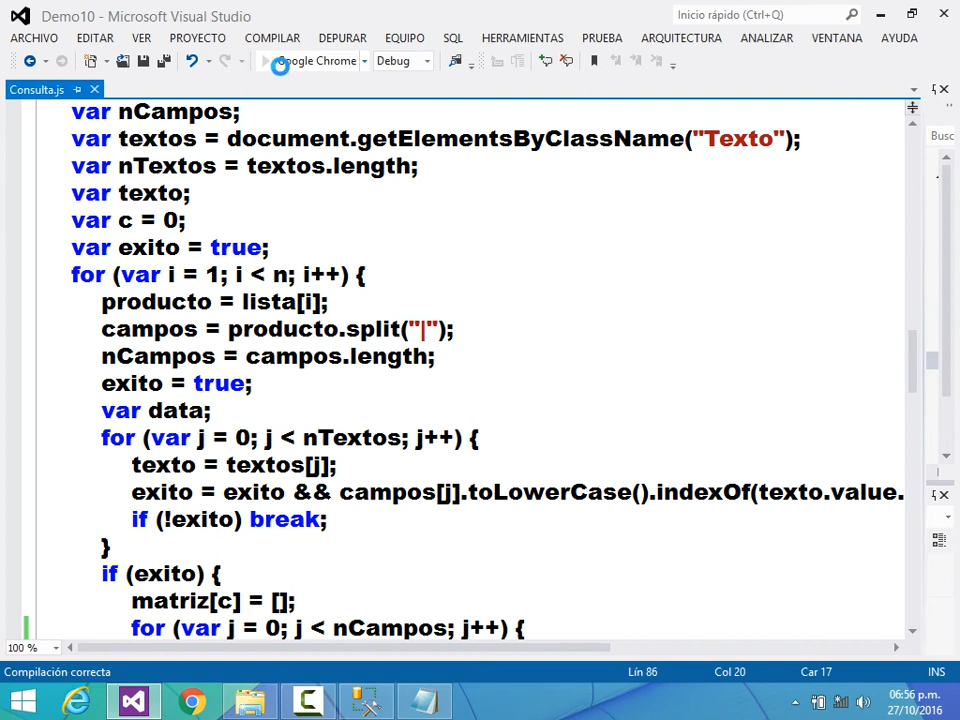 Demo10 - Microsoft Visual Studio
Inicio rápido (Ctrl+Q)
ARCHIVO EDITAR VER PROYECTO COMPILAR DEPURAR EQUIPO SQL HERRAMIENTAS PRUEBA ARQUITECTURA ANALIZAR VENTANA AYUDA
Google Chrome Debug
Consulta.js
var nCampos;
var textos = document.getElementsByClassName("Texto");
var nTextos = textos.length;
var texto;
var c = 0;
var exito = true;
for (var i = 1; i < n; i++) {
producto = lista[i];
campos = producto.split("|");
nCampos = campos.length;
exito = true;
var data;
for (var j = 0; j < nTextos; j++) {
texto = textos[j];
exito = exito && campos[j].toLowerCase().indexOf(texto.value.
if (!exito) break;
}
if (exito) {
matriz[c] = [];
for (var j = 0; j < nCampos; j++) {
Busc
100 %
Compilación correcta Lín 86 Col 20 Car 17 INS
06:56 p.m.
27/10/2016